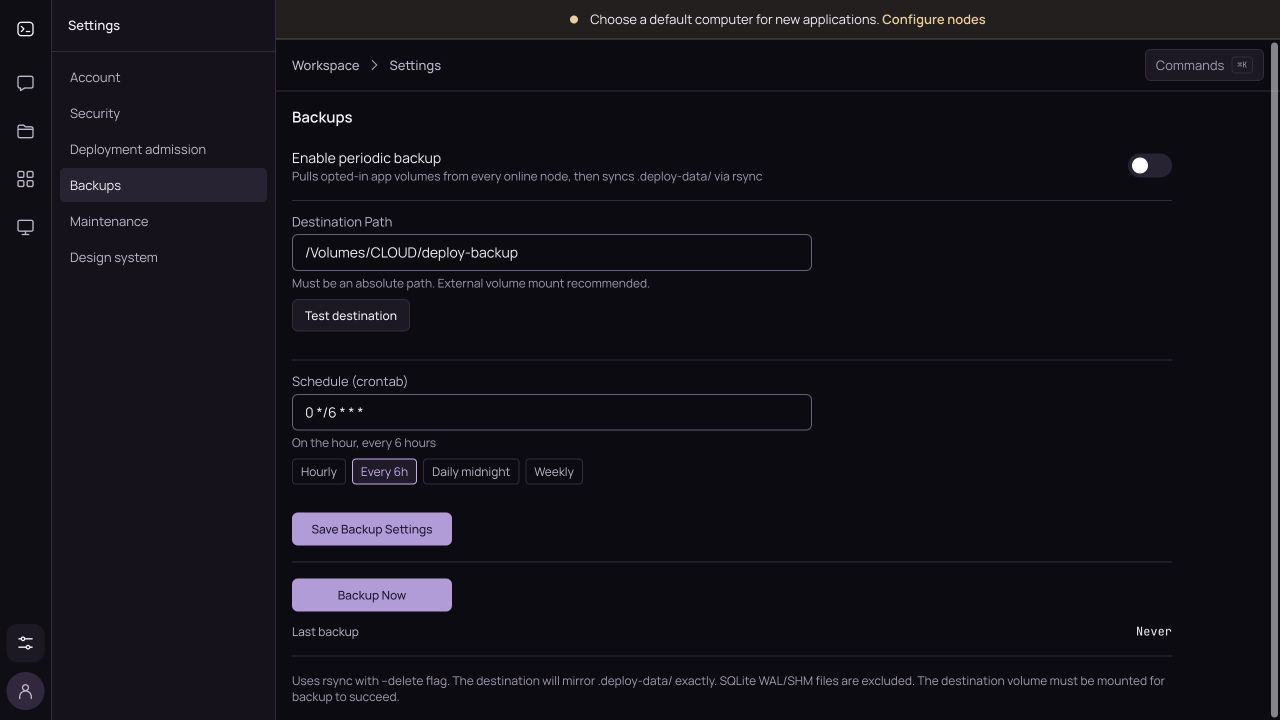 Settings
Choose a default computer for new applications. Configure nodes
Account
Security
Deployment admission
Backups
Maintenance
Design system
Workspace > Settings
Commands ⌘K
Backups
Enable periodic backup
Pulls opted-in app volumes from every online node, then syncs .deploy-data/ via rsync
Destination Path
/Volumes/CLOUD/deploy-backup
Must be an absolute path. External volume mount recommended.
Test destination
Schedule (crontab)
0 */6 * * *
On the hour, every 6 hours
Hourly Every 6h Daily midnight Weekly
Save Backup Settings
Backup Now
Last backup Never
Uses rsync with –delete flag. The destination will mirror .deploy-data/ exactly. SQLite WAL/SHM files are excluded. The destination volume must be mounted for
backup to succeed.